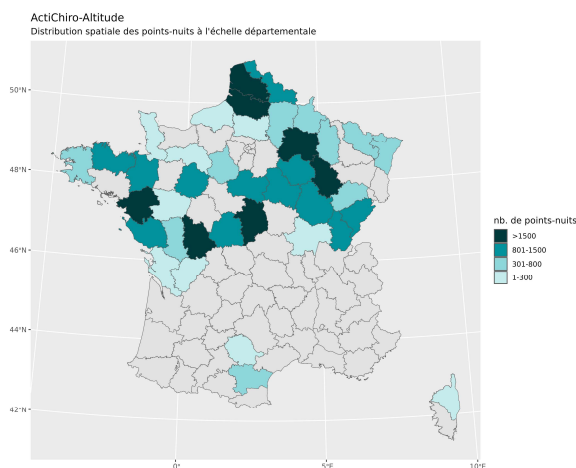 ActiChiro-Altitude
Distribution spatiale des points-nuits à l'échelle départementale
50°N
48°N
46°N
44°N
42°N
0°
5°E
10°E
nb. de points-nuits
>1500
801-1500
301-800
1-300